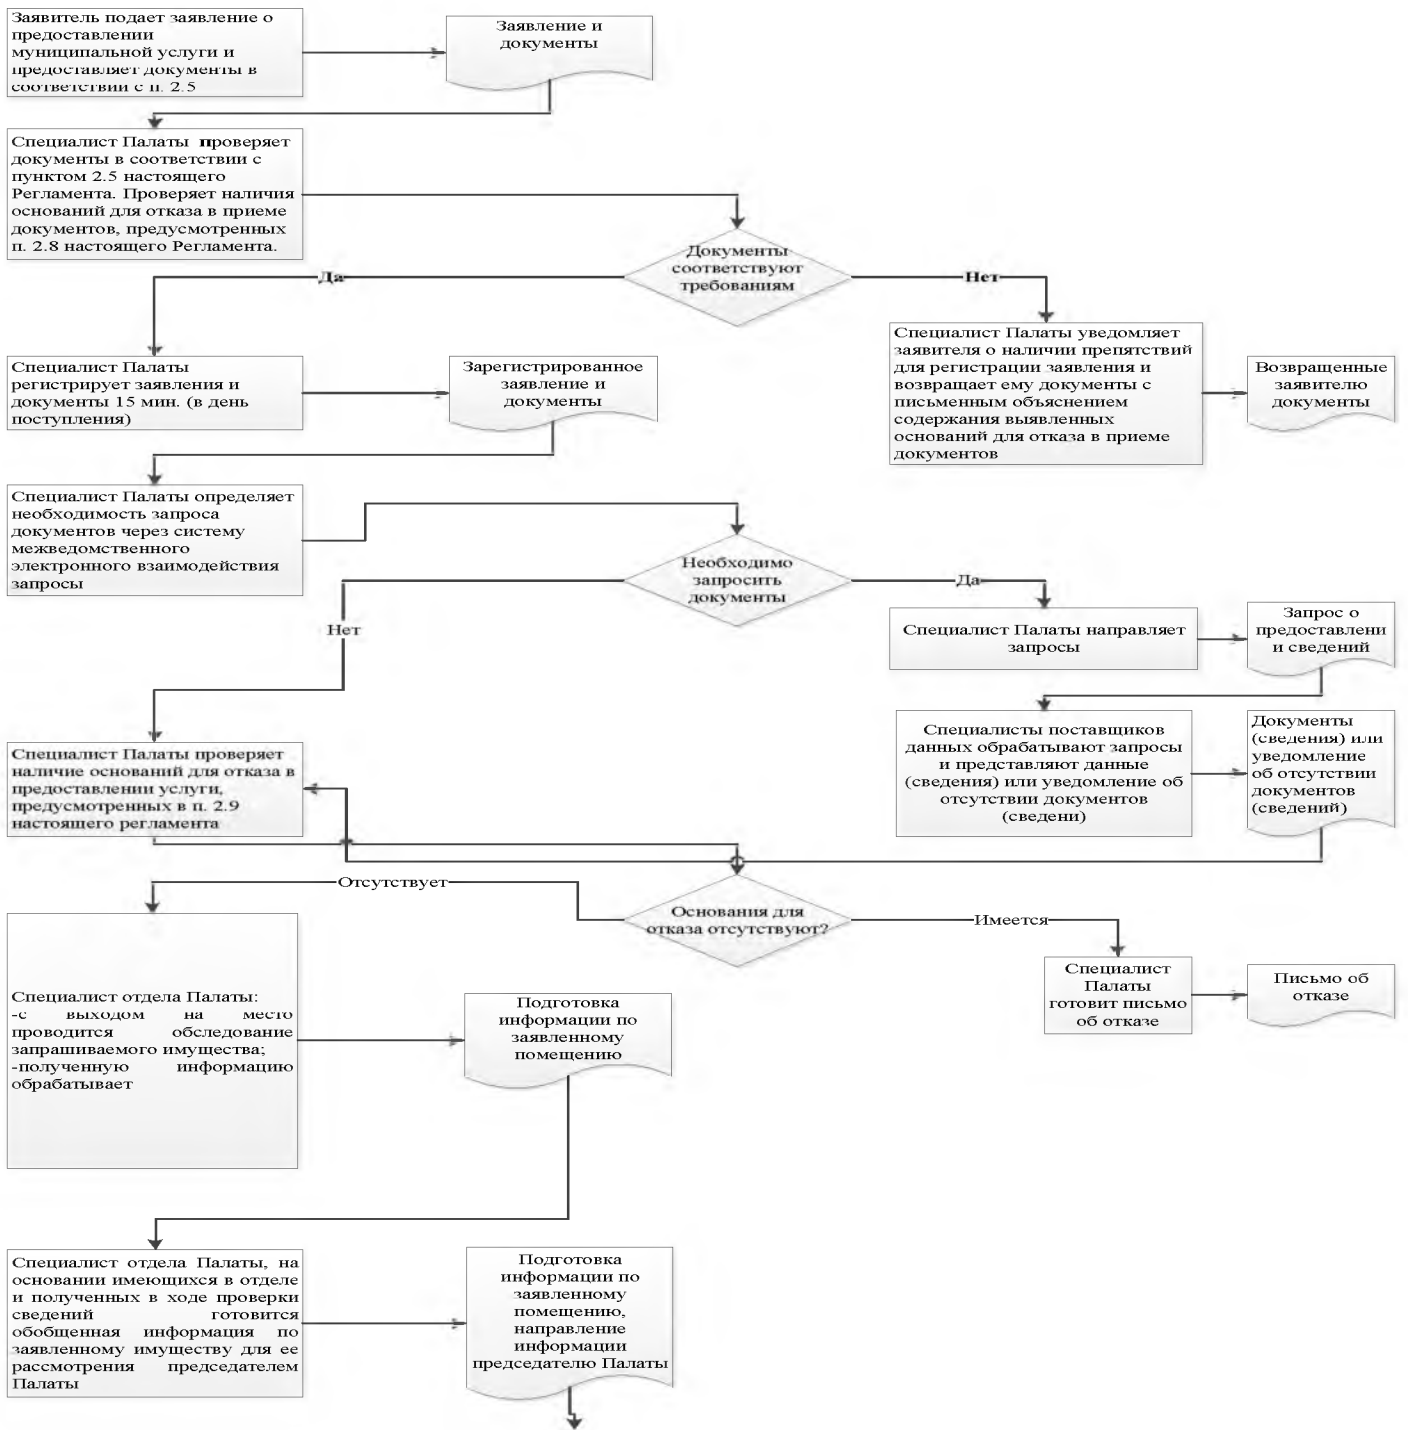 Заявитель подает заявление о
предоставлении
муниципальной услуги и
предоставляет документы в
соответствии с п. 2.5
Заявление и
документы
Специалист Палаты проверяет
документы в соответствии с
пунктом 2.5 настоящего
Регламента. Проверяет наличия
оснований для отказа в приеме
документов, предусмотренных
п. 2.8 настоящего Регламента.
Документы
соответствуют
требованиям
Да
Нет
Специалист Палаты
регистрирует заявления и
документы 15 мин. (в день
поступления)
Зарегистрированное
заявление и
документы
Специалист Палаты уведомляет
заявителя о наличии препятствий
для регистрации заявления и
возвращает ему документы с
письменным объяснением
содержания выявленных
оснований для отказа в приеме
документов
Возвращенные
заявителю
документы
Специалист Палаты определяет
необходимость запроса
документов через систему
межведомственного
электронного взаимодействия
запросы
Необходимо
запросить
документы
Да
Нет
Специалист Палаты направляет
запросы
Запрос о
предоставлени
и сведений
Специалисты поставщиков
данных обрабатывают запросы
и представляют данные
(сведения) или уведомление об
отсутствии документов
(сведени)
Документы
(сведения) или
уведомление
об отсутствии
документов
(сведений)
Специалист Палаты проверяет
наличие оснований для отказа в
предоставлении услуги,
предусмотренных в п. 2.9
настоящего регламента
Основания для
отказа отсутствуют?
Отсутствует
Имеется
Специалист
Палаты
готовит письмо
об отказе
Письмо об
отказе
Специалист отдела Палаты:
-с выходом на место
проводится обследование
запрашиваемого имущества;
-полученную информацию
обрабатывает
Подготовка
информации по
заявленному
помещению
Специалист отдела Палаты, на
основании имеющихся в отделе
и полученных в ходе проверки
сведений готовится
обобщенная информация по
заявленному имуществу для ее
рассмотрения председателем
Палаты
Подготовка
информации по
заявленному
помещению,
направление
информации
председателю Палаты